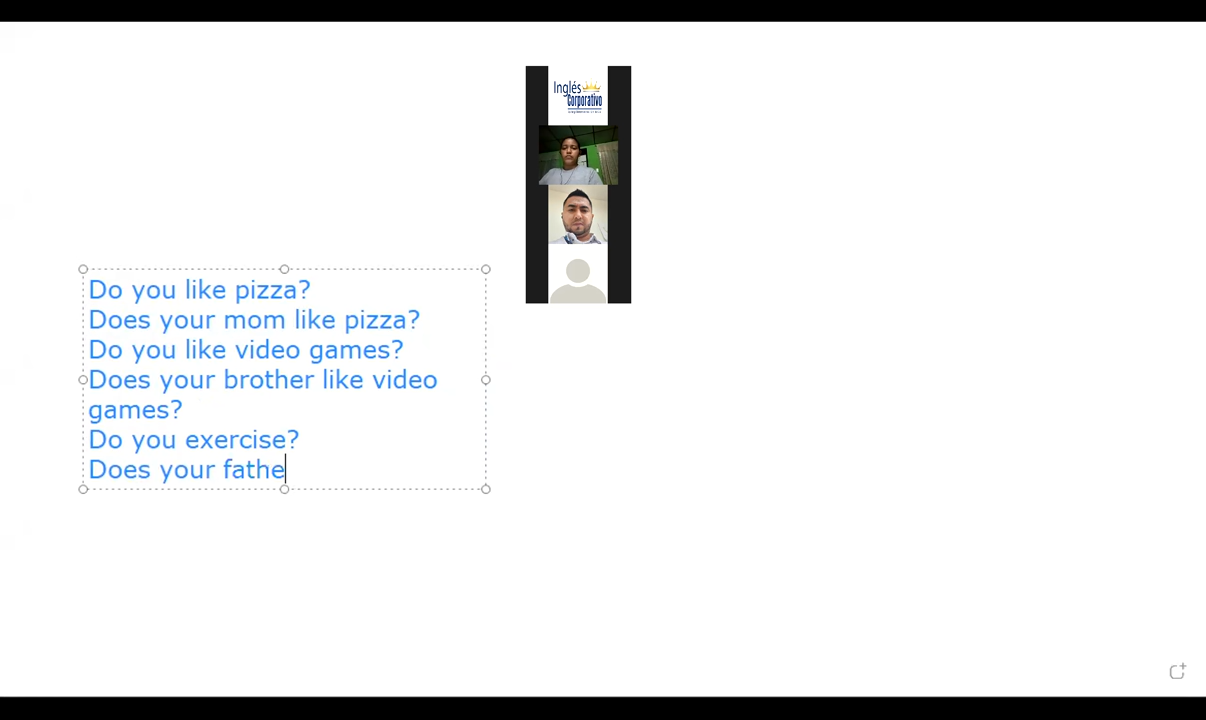 Inglés
Corporativo
Do you like pizza?
Does your mom like pizza?
Do you like video games?
Does your brother like video
games?
Do you exercise?
Does your fathe